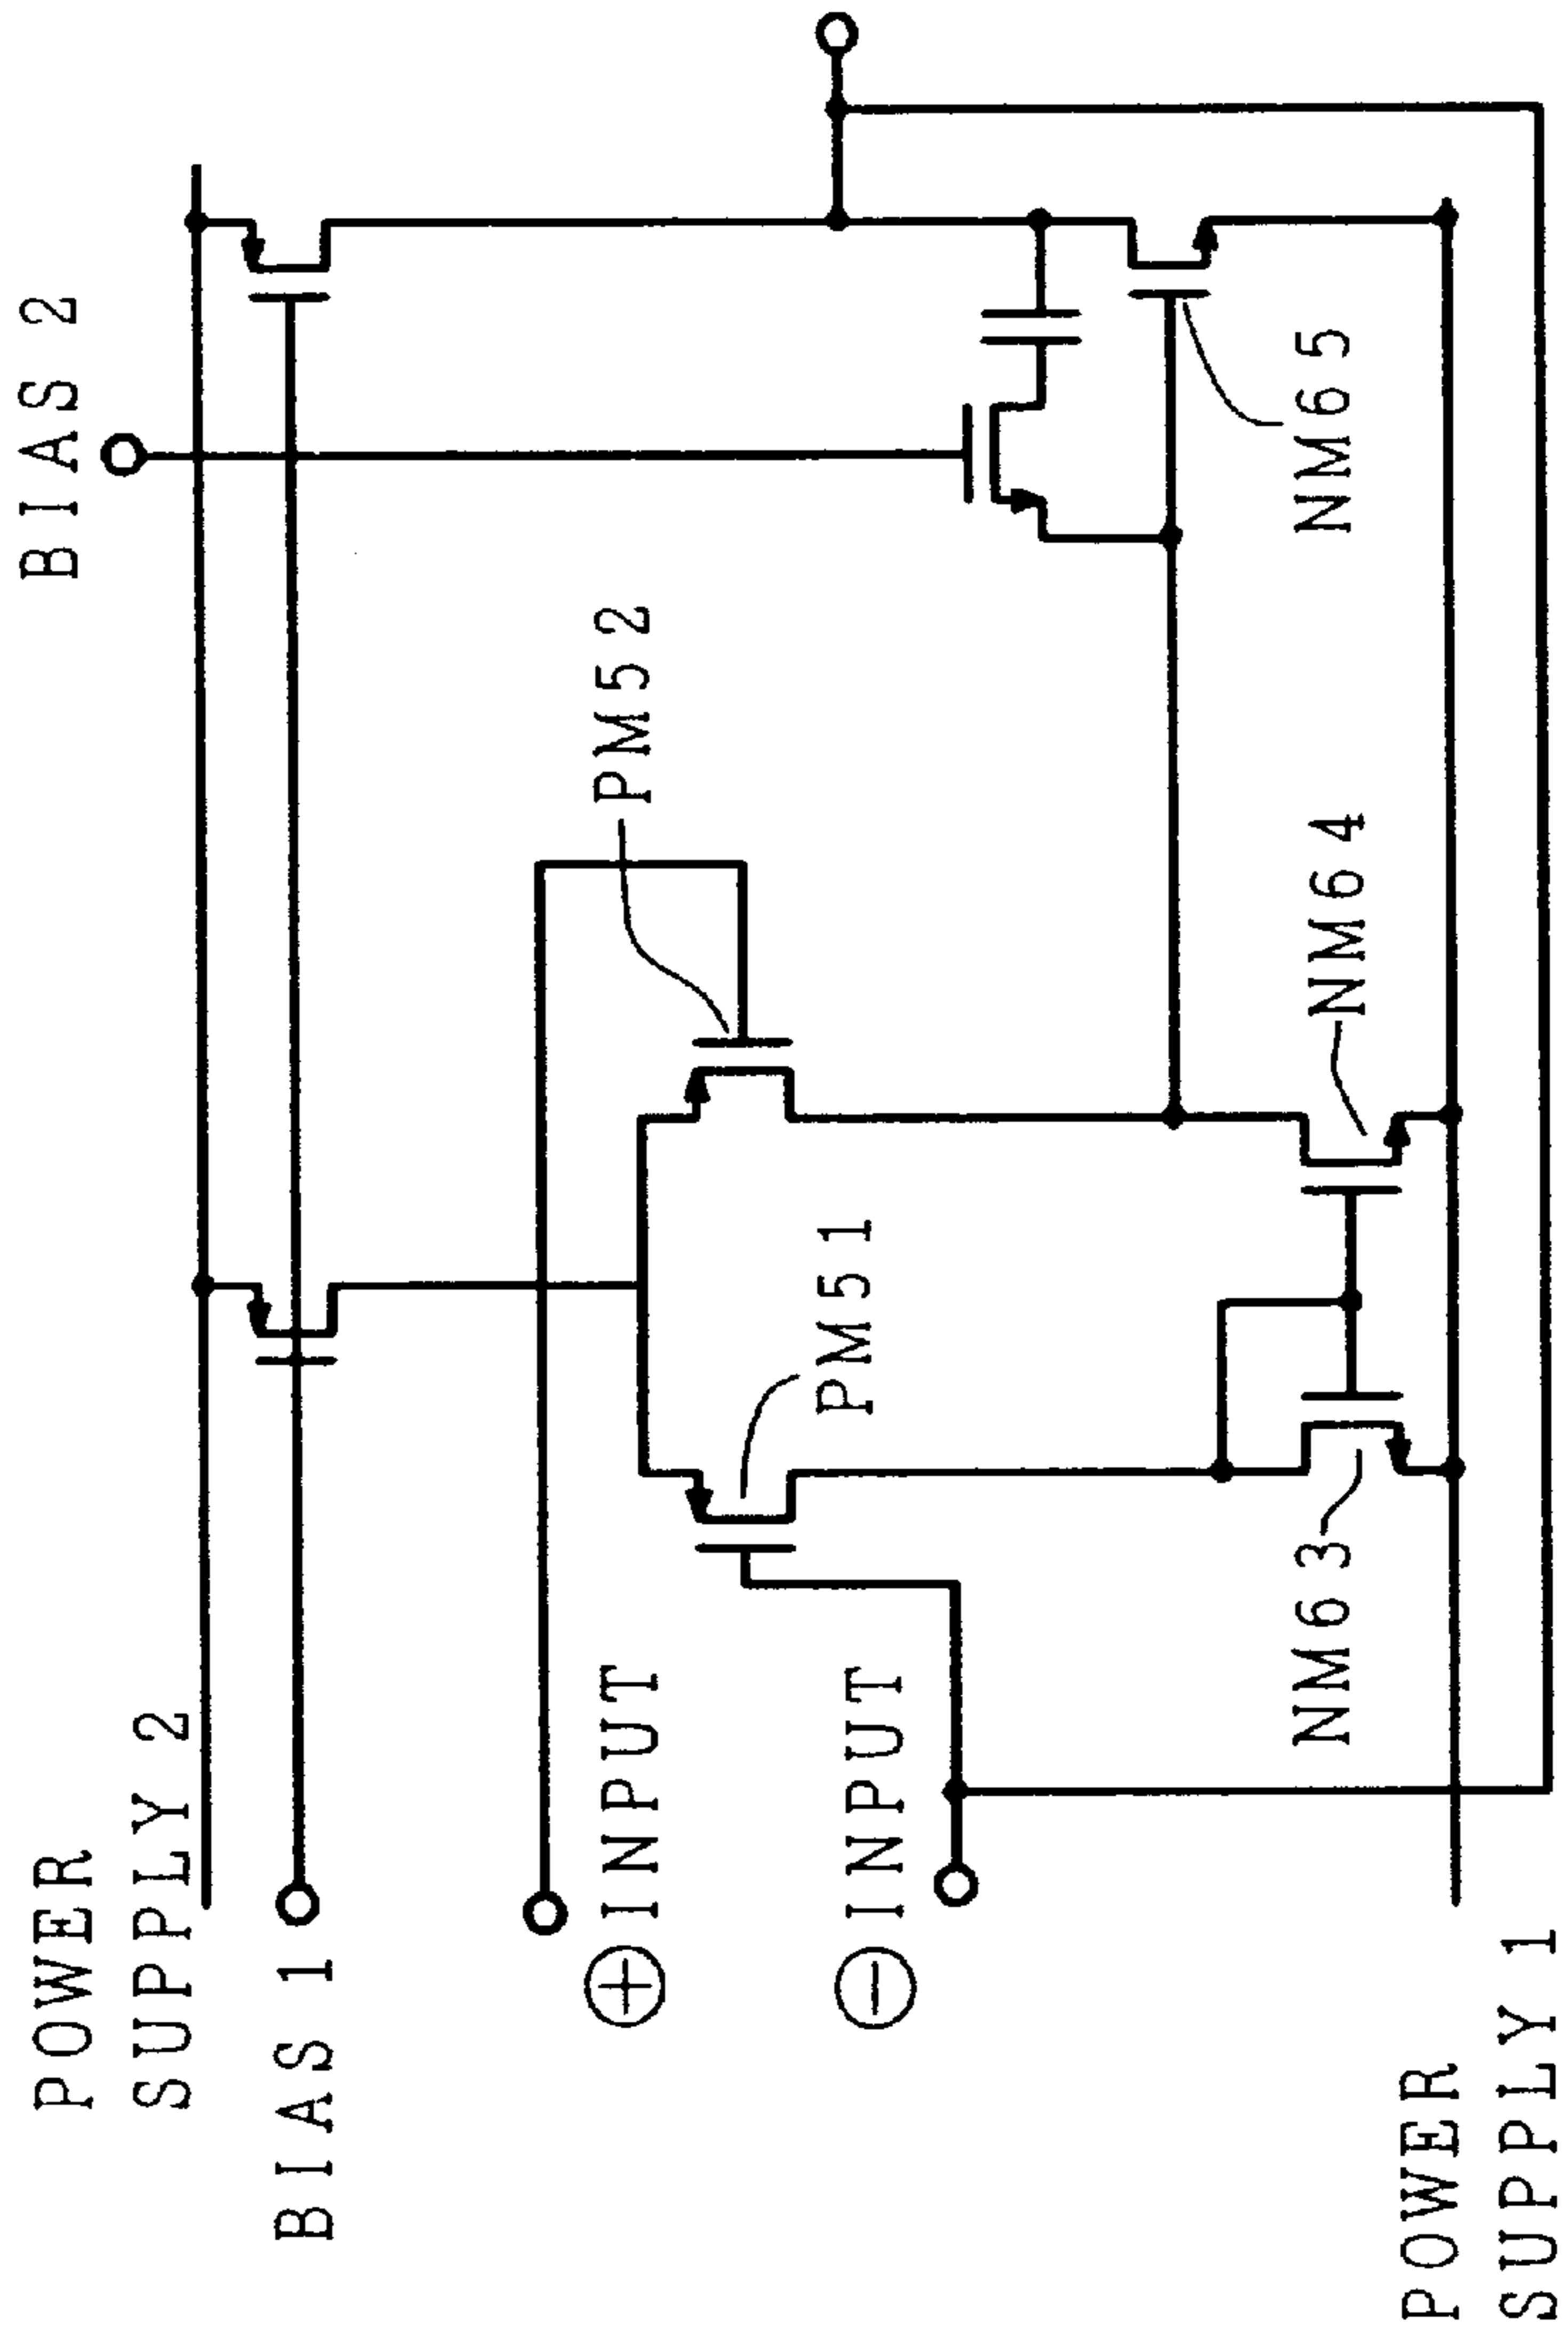 POWER
SUPPLY 2
BIAS 2
BIAS 1
⊕ INPUT
PM52
⊖ INPUT
PM51
NM65
NM64
NM63
POWER
SUPPLY 1